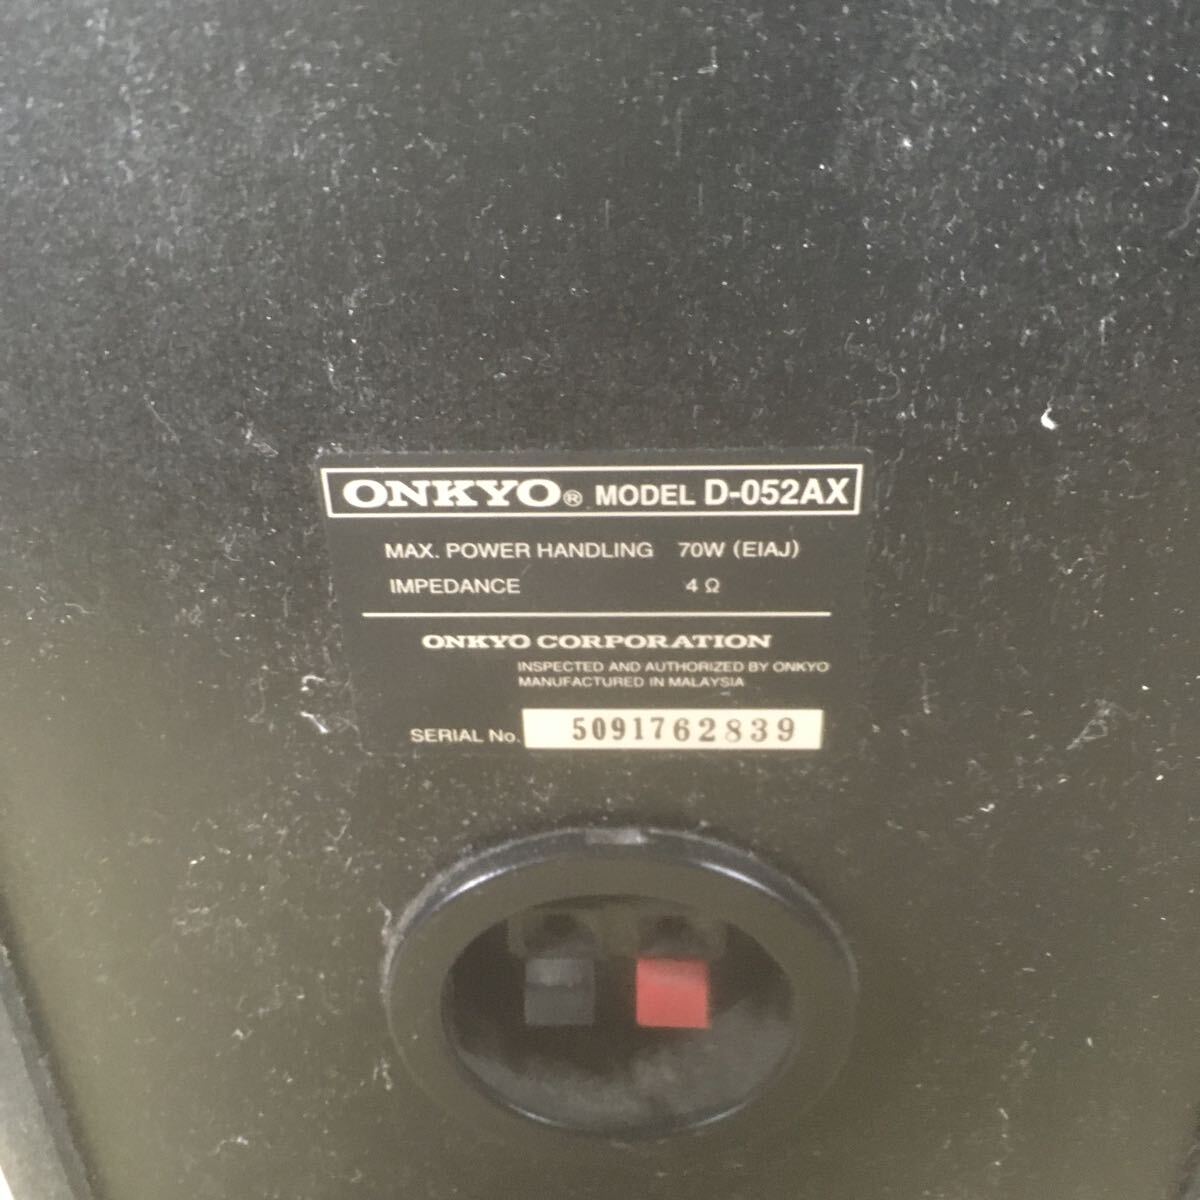 ONKYO® MODEL D-052AX
MAX. POWER HANDLING 70W (EIAJ)
IMPEDANCE 4 Ω
ONKYO CORPORATION
INSPECTED AND AUTHORIZED BY ONKYO
MANUFACTURED IN MALAYSIA
SERIAL No. 5091762839